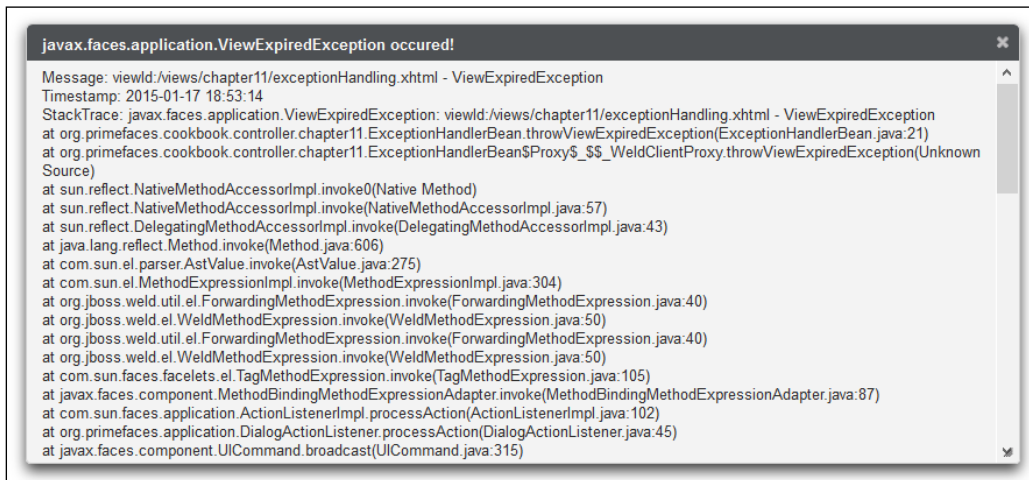 javax.faces.application.ViewExpiredException occured!
Message: viewId:/views/chapter11/exceptionHandling.xhtml - ViewExpiredException
Timestamp: 2015-01-17 18:53:14
StackTrace: javax.faces.application.ViewExpiredException: viewId:/views/chapter11/exceptionHandling.xhtml - ViewExpiredException
at org.primefaces.cookbook.controller.chapter11.ExceptionHandlerBean.throwViewExpiredException(ExceptionHandlerBean.java:21)
at org.primefaces.cookbook.controller.chapter11.ExceptionHandlerBean$Proxy$_$$_WeldClientProxy.throwViewExpiredException(Unknown
Source)
at sun.reflect.NativeMethodAccessorImpl.invoke0(Native Method)
at sun.reflect.NativeMethodAccessorImpl.invoke(NativeMethodAccessorImpl.java:57)
at sun.reflect.DelegatingMethodAccessorImpl.invoke(DelegatingMethodAccessorImpl.java:43)
at java.lang.reflect.Method.invoke(Method.java:606)
at com.sun.el.parser.AstValue.invoke(AstValue.java:275)
at com.sun.el.MethodExpressionImpl.invoke(MethodExpressionImpl.java:304)
at org.jboss.weld.util.el.ForwardingMethodExpression.invoke(ForwardingMethodExpression.java:40)
at org.jboss.weld.el.WeldMethodExpression.invoke(WeldMethodExpression.java:50)
at org.jboss.weld.util.el.ForwardingMethodExpression.invoke(ForwardingMethodExpression.java:40)
at org.jboss.weld.el.WeldMethodExpression.invoke(WeldMethodExpression.java:50)
at com.sun.faces.facelets.el.TagMethodExpression.invoke(TagMethodExpression.java:105)
at javax.faces.component.MethodBindingMethodExpressionAdapter.invoke(MethodBindingMethodExpressionAdapter.java:87)
at com.sun.faces.application.ActionListenerImpl.processAction(ActionListenerImpl.java:102)
at org.primefaces.application.DialogActionListener.processAction(DialogActionListener.java:45)
at javax.faces.component.UICommand.broadcast(UICommand.java:315)